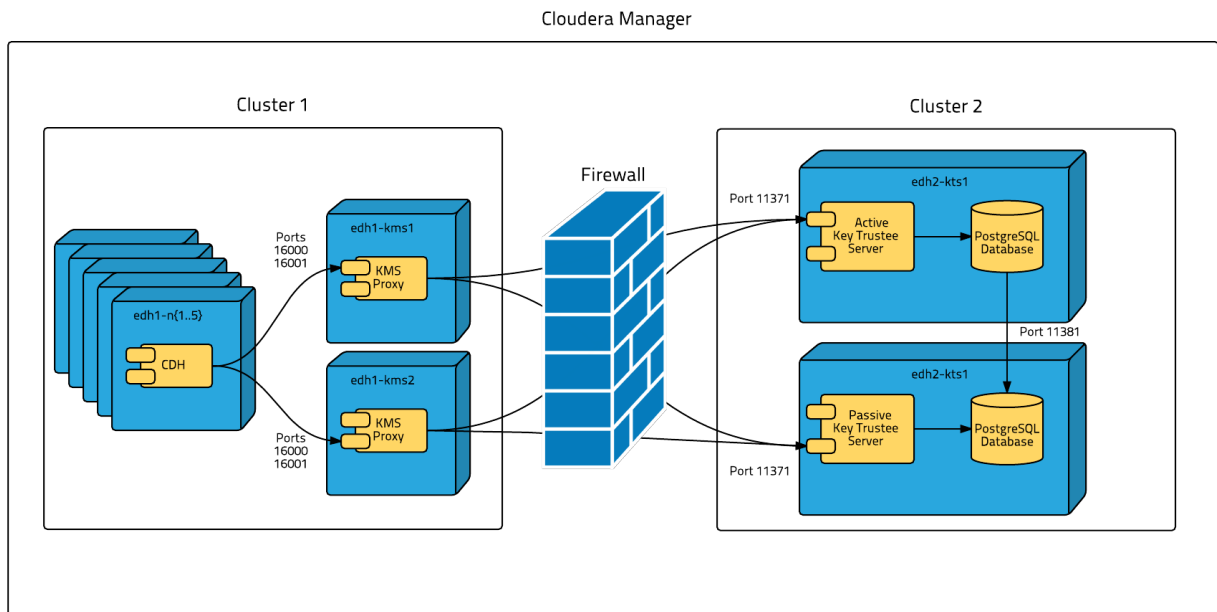 Cloudera Manager
Cluster 1
Cluster 2
Firewall
edh1-n{1..5}
CDH
Ports
16000
16001
Ports
16000
16001
edh1-kms1
KMS
Proxy
edh1-kms2
KMS
Proxy
Port 11371
Port 11371
edh2-kts1
Active
Key Trustee
Server
PostgreSQL
Database
Port 11381
edh2-kts1
Passive
Key Trustee
Server
PostgreSQL
Database